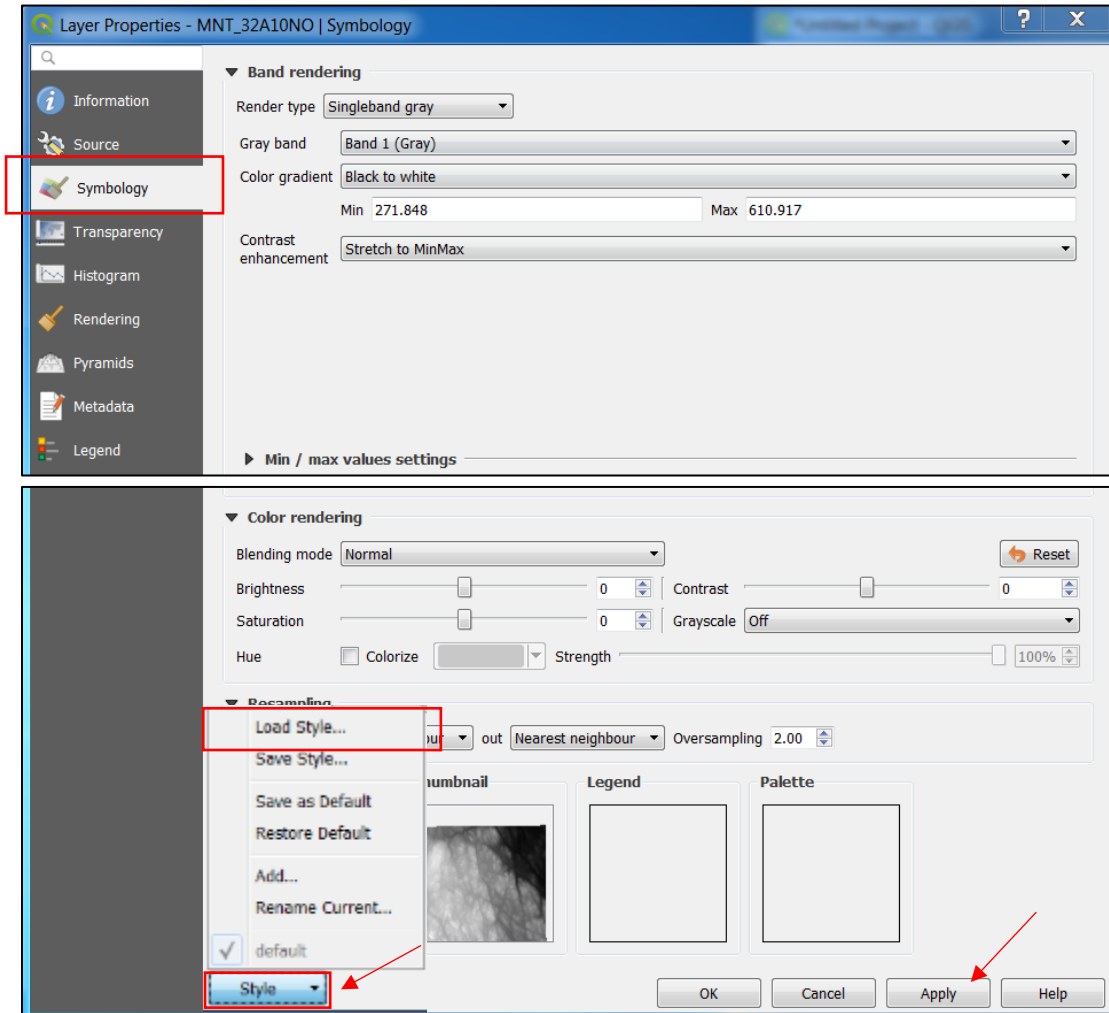 Layer Properties - MNT_32A10NO | Symbology
Information
Source
Symbology
Transparency
Histogram
Rendering
Pyramids
Metadata
Legend
Band rendering
Render type Singleband gray
Gray band Band 1 (Gray)
Color gradient Black to white
Min 271.848 Max 610.917
Contrast
enhancement Stretch to MinMax
Min / max values settings
Color rendering
Blending mode Normal Reset
Brightness 0 Contrast 0
Saturation 0 Grayscale Off
Hue Colorize Strength 100%
Resampling
out Nearest neighbour Oversampling 2.00
Legend Palette
Load Style...
Save Style...
Save as Default
Restore Default
Add...
Rename Current...
default
Style OK Cancel Apply Help